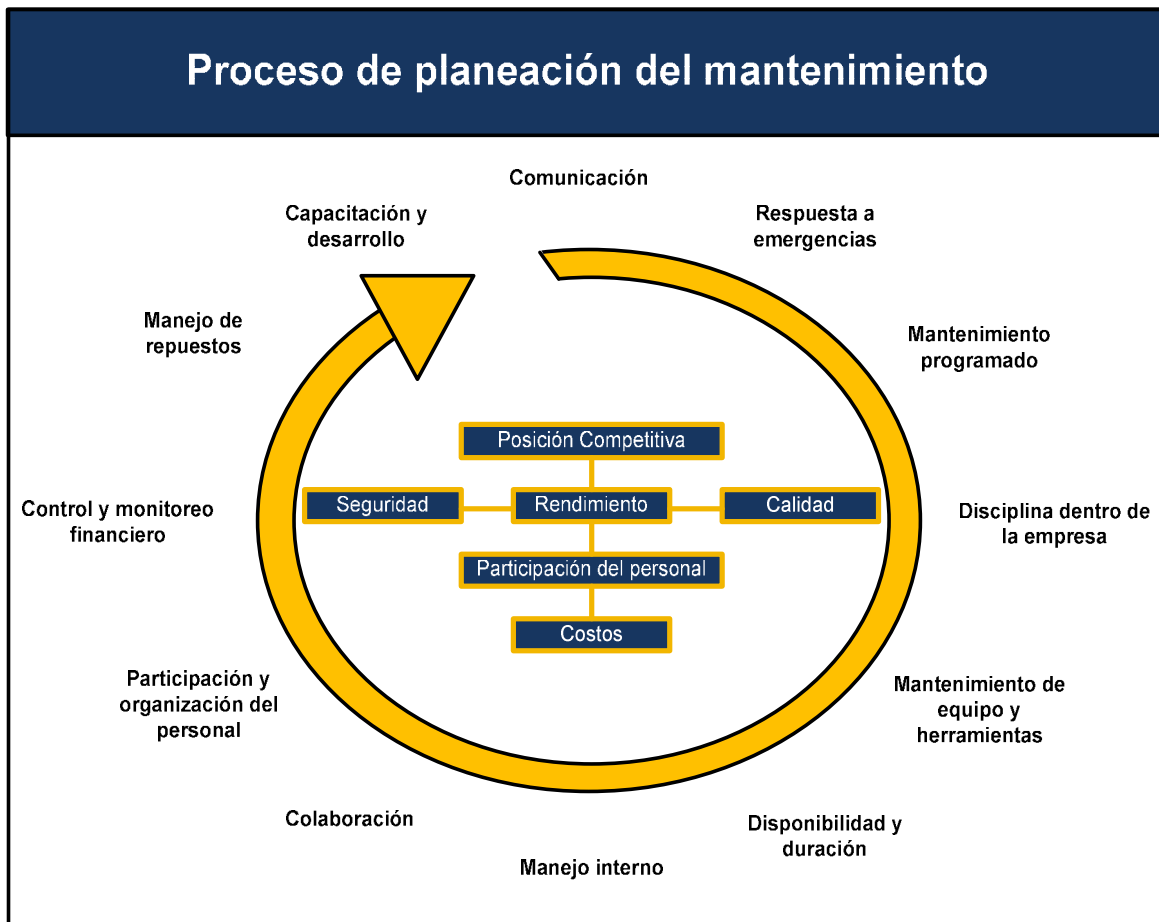 Proceso de planeación del mantenimiento
Comunicación
Respuesta a
emergencias
Mantenimiento
programado
Disciplina dentro de
la empresa
Mantenimiento de
equipo y
herramientas
Disponibilidad y
duración
Manejo interno
Colaboración
Participación y
organización del
personal
Control y monitoreo
financiero
Manejo de
repuestos
Capacitación y
desarrollo
Posición Competitiva
Seguridad
Rendimiento
Calidad
Participación del personal
Costos